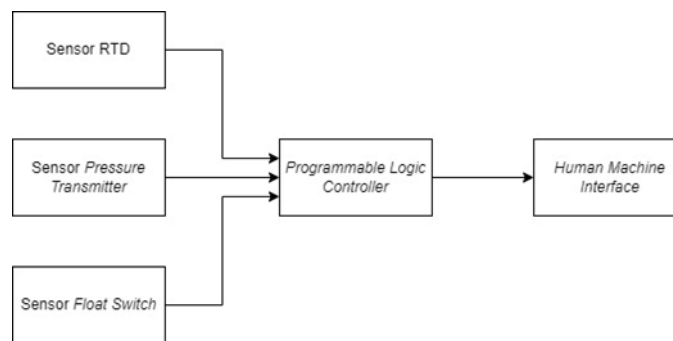 Sensor RTD
Sensor Pressure
Transmitter
Programmable Logic
Controller
Human Machine
Interface
Sensor Float Switch